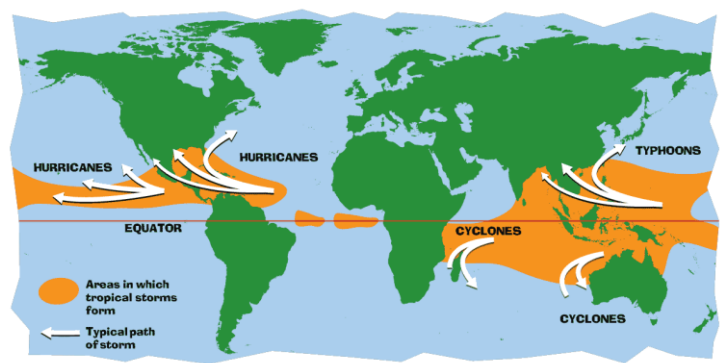 HURRICANES
HURRICANES
TYPHOONS
EQUATOR
CYCLONES
CYCLONES
Areas in which
tropical storms
form
Typical path
of storm